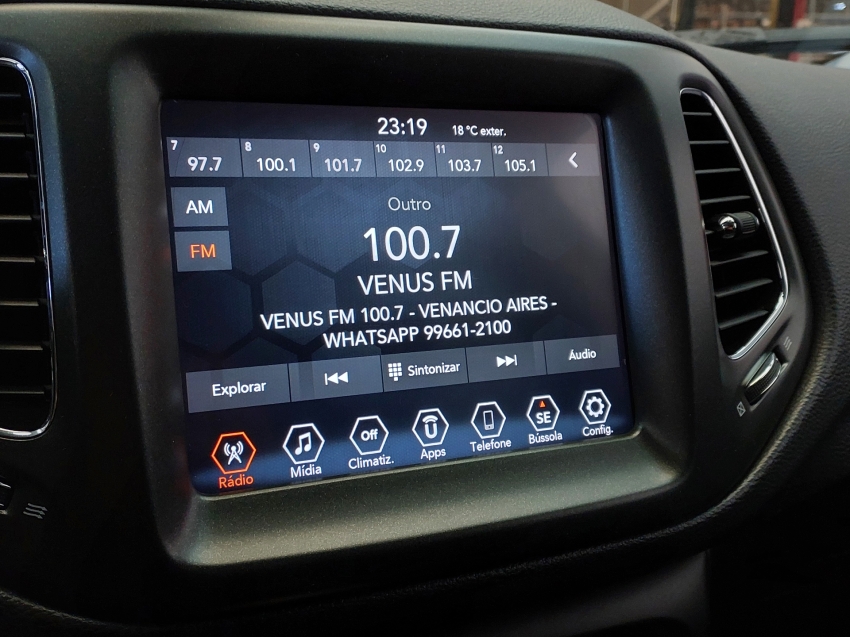 23:19 18 °C exter.
7 8 9 10 11 12
97.7 100.1 101.7 102.9 103.7 105.1
AM
Outro
FM
100.7
VENUS FM
VENUS FM 100.7 - VENANCIO AIRES -
WHATSAPP 99661-2100
Explorar Sintonizar Áudio
Off SE
Rádio Mídia Climatiz. Apps Telefone Bússola Config.